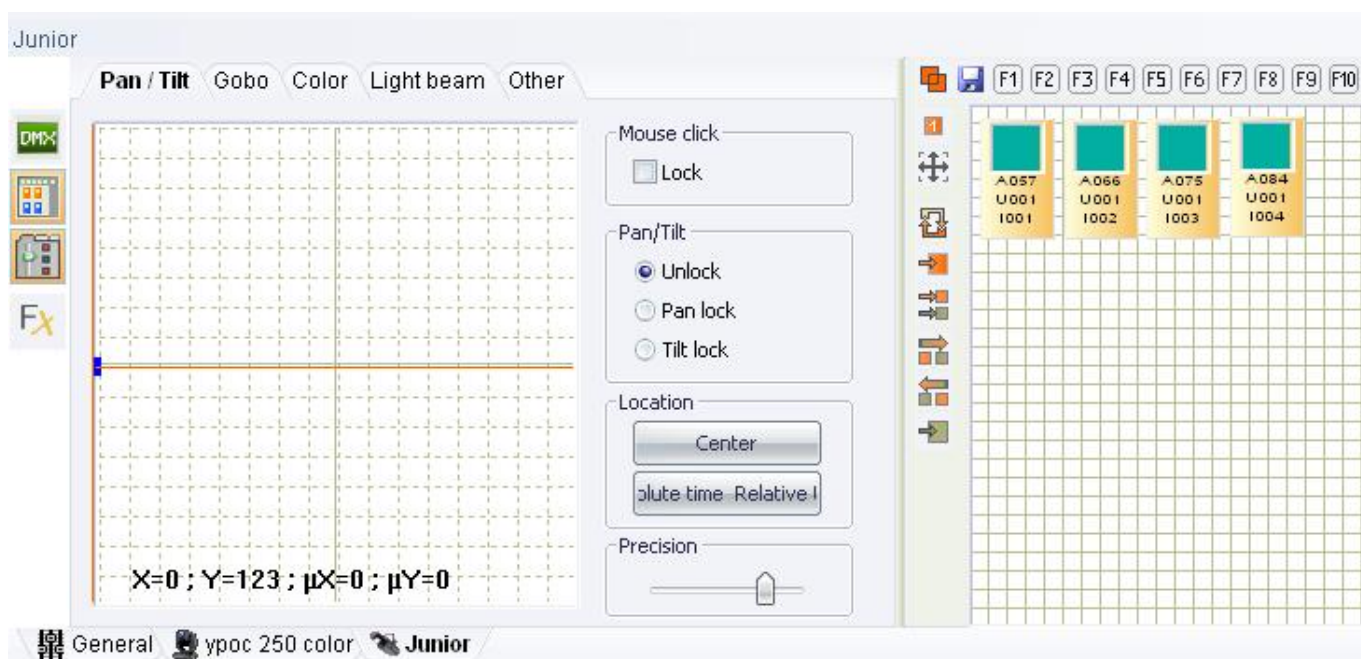 Junior
Pan / Tilt Gobo Color Light beam Other
F1 F2 F3 F4 F5 F6 F7 F8 F9 F10
DMX
Mouse click
Lock
Pan/Tilt
Unlock
Pan lock
Tilt lock
Location
Center
olute time Relative
Precision
X=0 ; Y=123 ; µX=0 ; µY=0
Fx
A057
U001
I001
A066
U001
I002
A075
U001
I003
A084
U001
I004
General ypoc 250 color Junior